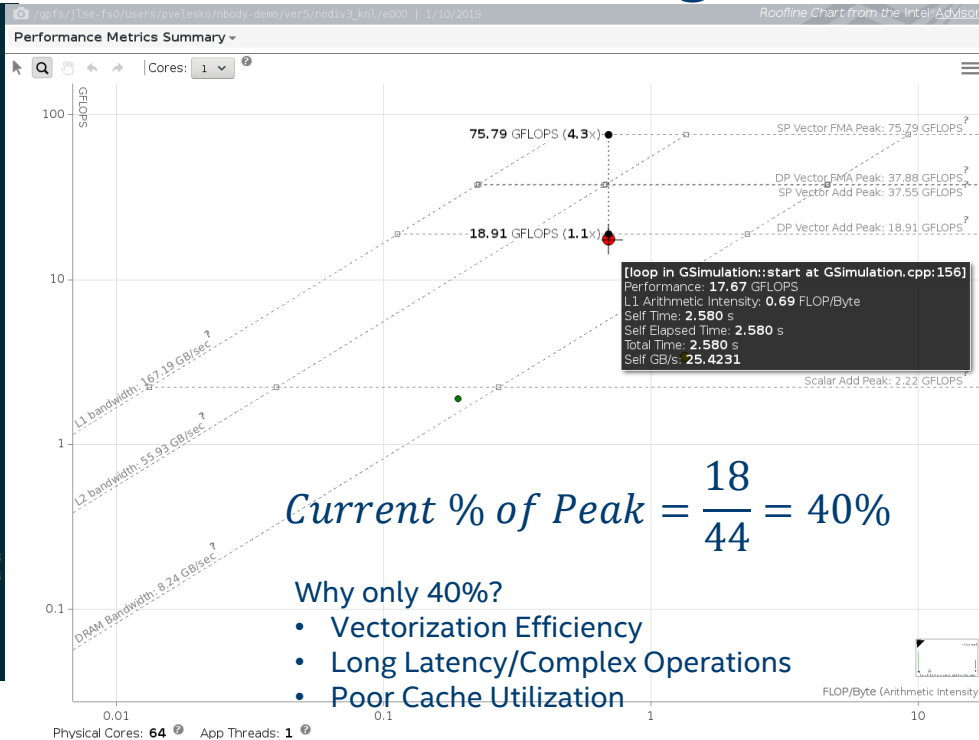 /gpfs/jlse-fs0/users/pvelesko/nbody-demo/ver5/nodiv3_knl/e000 | 1/10/2019
Roofline Chart from the Intel Advisor
Performance Metrics Summary
Cores: 1
GFLOPS
100
75.79 GFLOPS (4.3x)
SP Vector FMA Peak: 75.79 GFLOPS
DP Vector FMA Peak: 37.88 GFLOPS
SP Vector Add Peak: 37.55 GFLOPS
18.91 GFLOPS (1.1x)
DP Vector Add Peak: 18.91 GFLOPS
10
[loop in GSimulation::start at GSimulation.cpp:156]
Performance: 17.67 GFLOPS
L1 Arithmetic Intensity: 0.69 FLOP/Byte
Self Time: 2.580 s
Self Elapsed Time: 2.580 s
Total Time: 2.580 s
Self GB/s: 25.4231
L1 bandwidth: 167.19 GB/sec
Scalar Add Peak: 2.22 GFLOPS
1
L2 bandwidth: 55.93 GB/sec
Current % of Peak = 18/44 = 40%
DRAM Bandwidth: 8.24 GB/sec
Why only 40%?
0.1
• Vectorization Efficiency
• Long Latency/Complex Operations
• Poor Cache Utilization
FLOP/Byte (Arithmetic Intensity
0.01 0.1 1 10
Physical Cores: 64 App Threads: 1